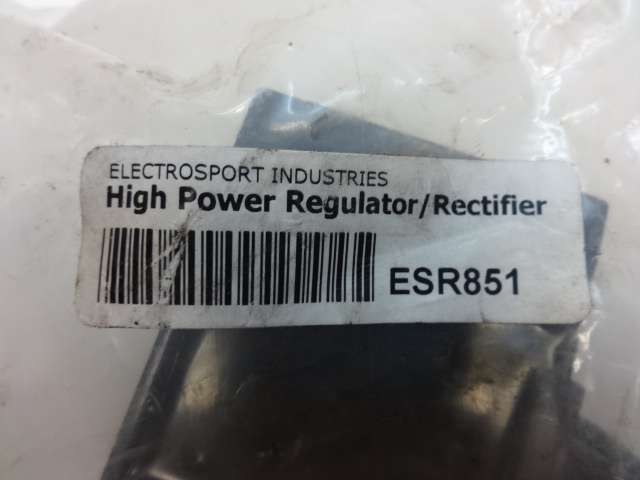 ELECTROSPORT INDUSTRIES
High Power Regulator/Rectifier
ESR851